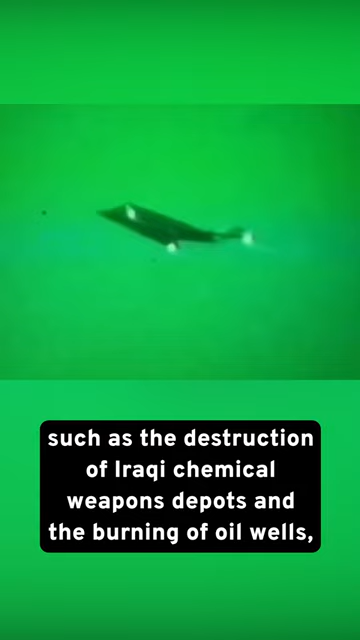 such as the destruction
of Iraqi chemical
weapons depots and
the burning of oil wells,